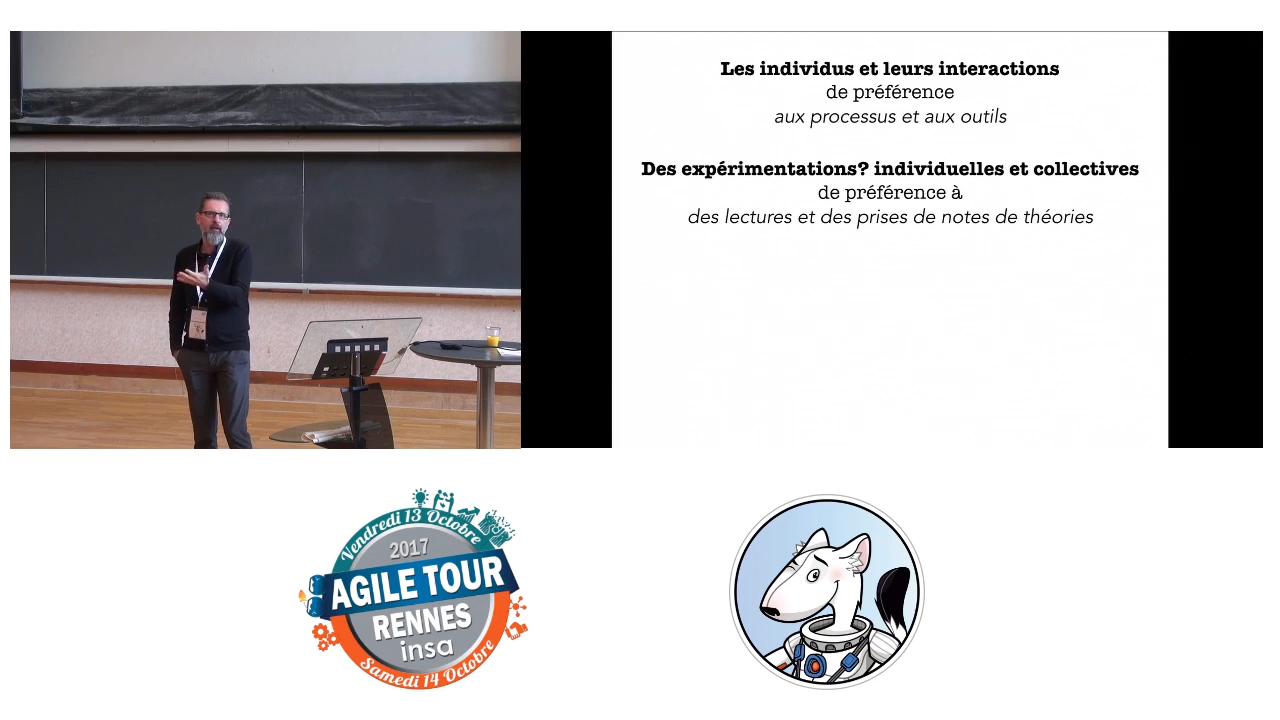 Les individus et leurs interactions
de préférence
aux processus et aux outils
Des expérimentations? individuelles et collectives
de préférence à
des lectures et des prises de notes de théories
Vendredi 13 Octobre
2017
AGILE TOUR
RENNES
insa
Samedi 14 Octobre